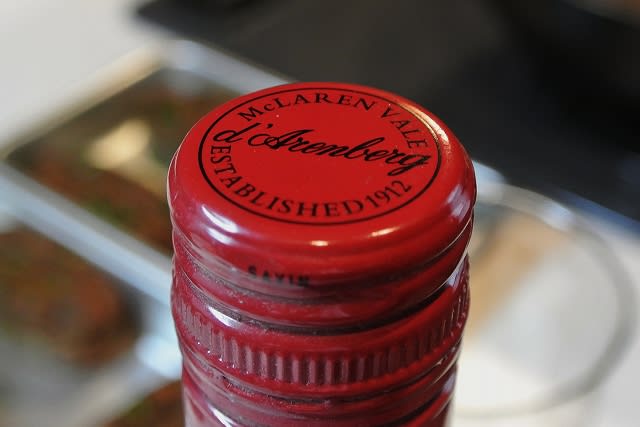 McLAREN VALE
d'Arenberg
ESTABLISHED 1912
SAVIN